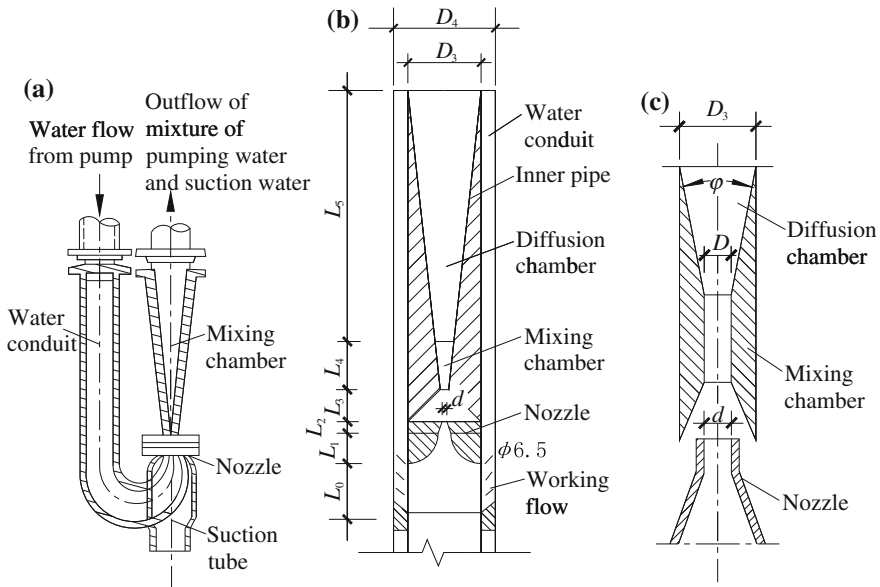 (a)
Water flow
from pump
Outflow of
mixture of
pumping water
and suction water
Water
conduit
Mixing
chamber
Nozzle
Suction
tube
(b)
D₄
D₃
L₅
L₄
L₃
L₂
L₁
L₀
d
Water
conduit
Inner pipe
Diffusion
chamber
Mixing
chamber
Nozzle
ϕ6.5
Working
flow
(c)
D₃
φ
D
d
Diffusion
chamber
Mixing
chamber
Nozzle